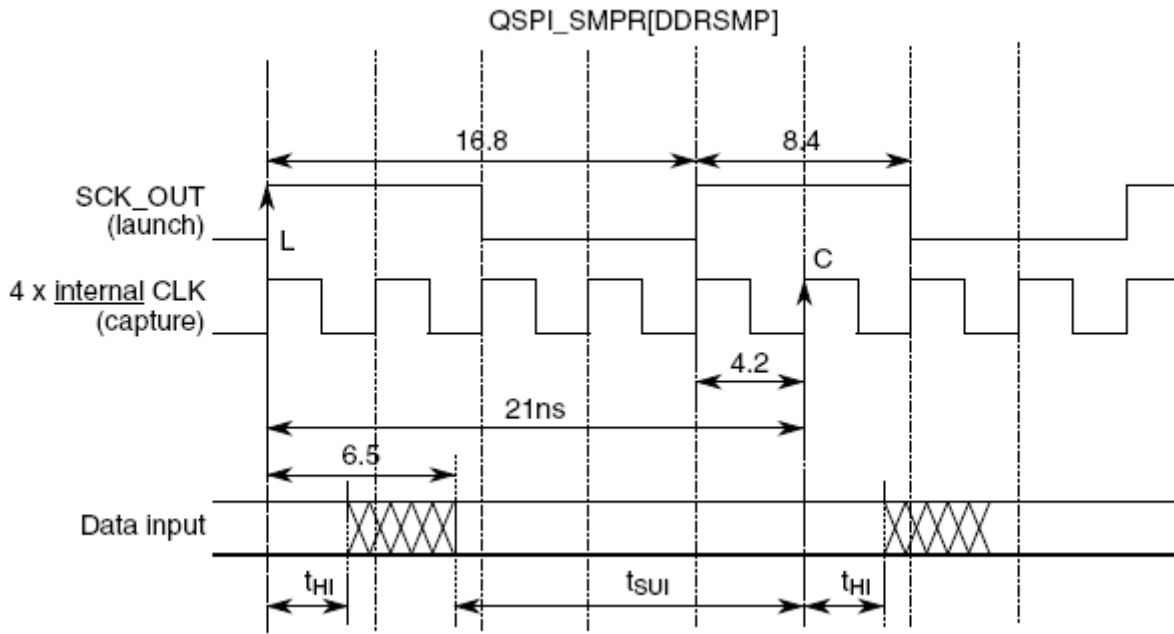 QSPI_SMPR[DDRSMP]
16.8
8.4
SCK_OUT
(launch)
L
C
4 x internal CLK
(capture)
4.2
21ns
6.5
Data input
tHI
tSUI
tHI